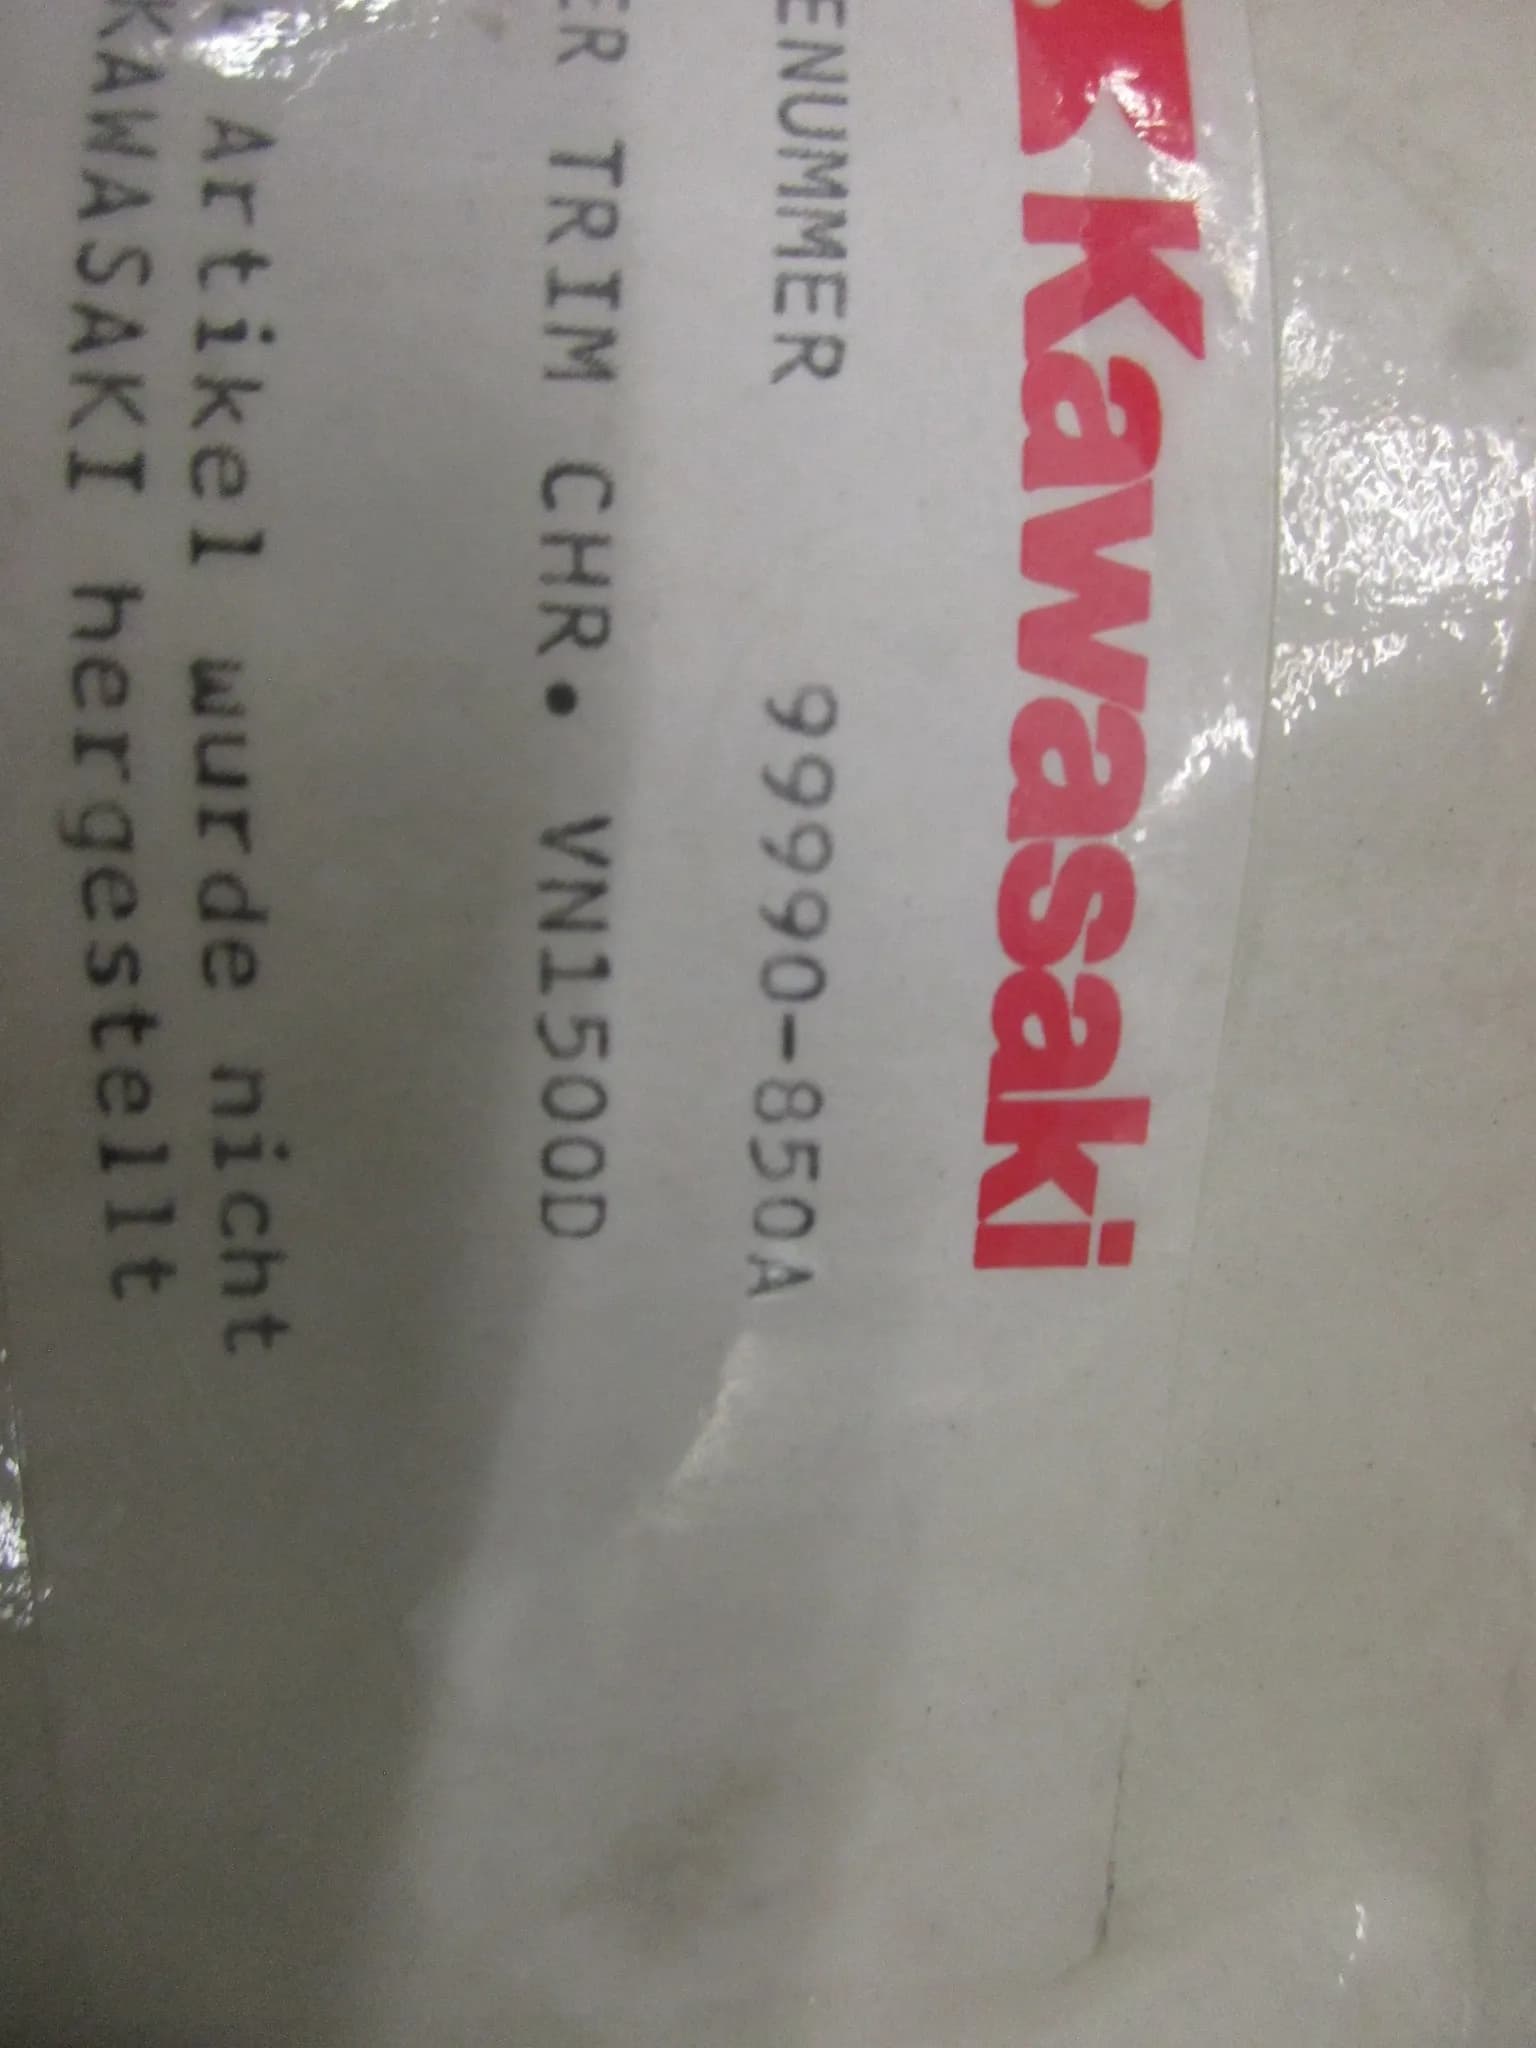 Kawasaki
ENUMMER 99990-850A
ER TRIM CHR. VN1500D
Artikel wurde nicht
KAWASAKI hergestellt